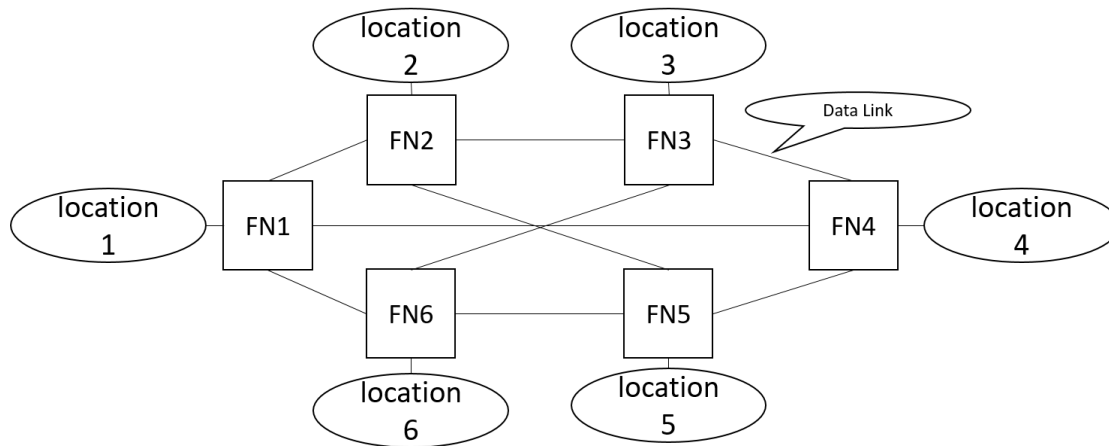 location
2
location
3
Data Link
FN2
FN3
location
1
FN1
FN4
location
4
FN6
FN5
location
6
location
5